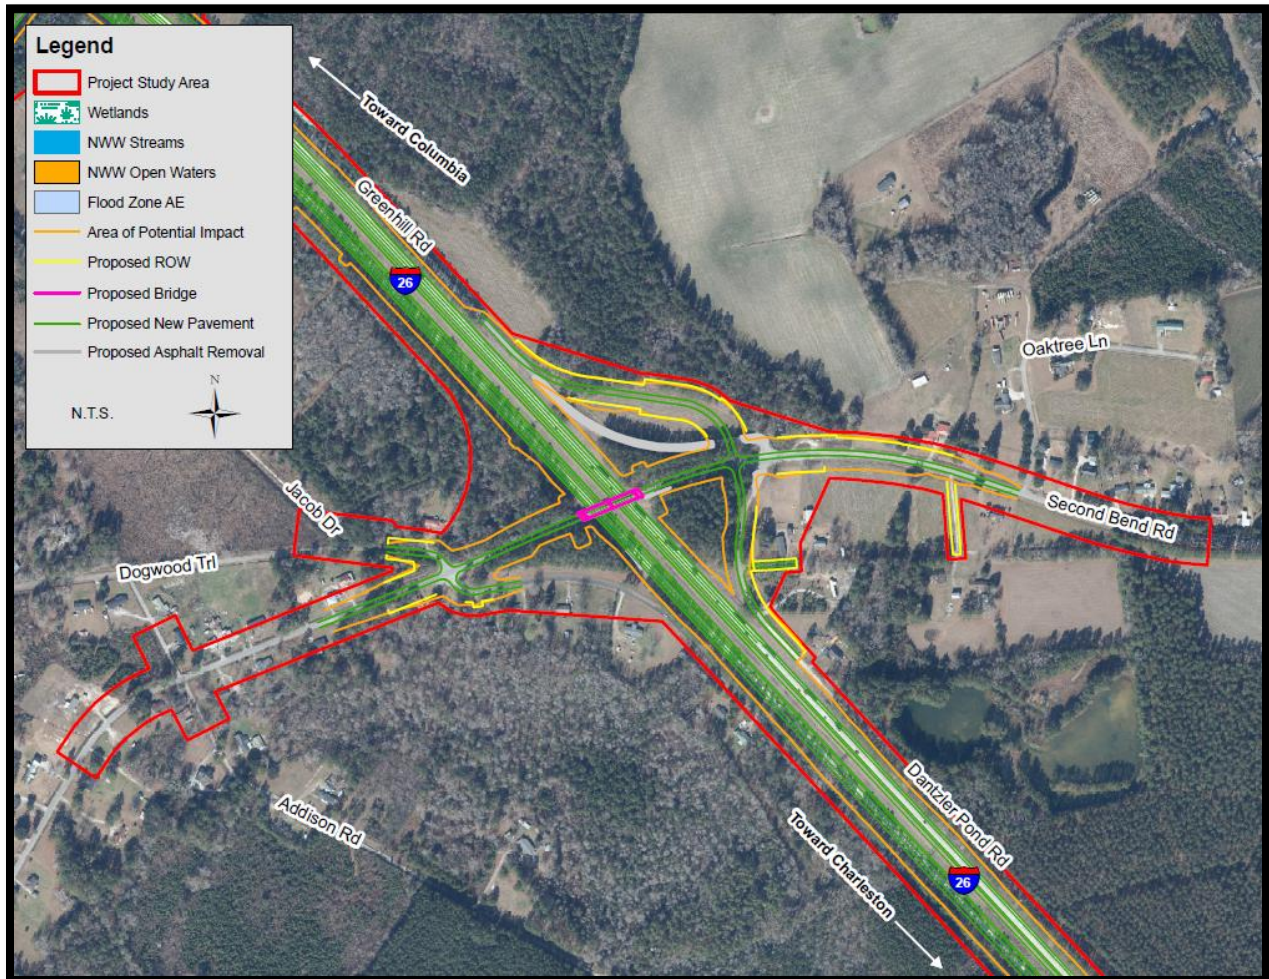 Legend
Project Study Area
Wetlands
NWW Streams
NWW Open Waters
Flood Zone AE
Area of Potential Impact
Proposed ROW
Proposed Bridge
Proposed New Pavement
Proposed Asphalt Removal
N
N.T.S.
Toward Columbia
Greenhill Rd
26
Oaktree Ln
Jacob Dr
Second Bend Rd
Dogwood Trl
Addison Rd
Dantzler Pond Rd
Toward Charleston
26